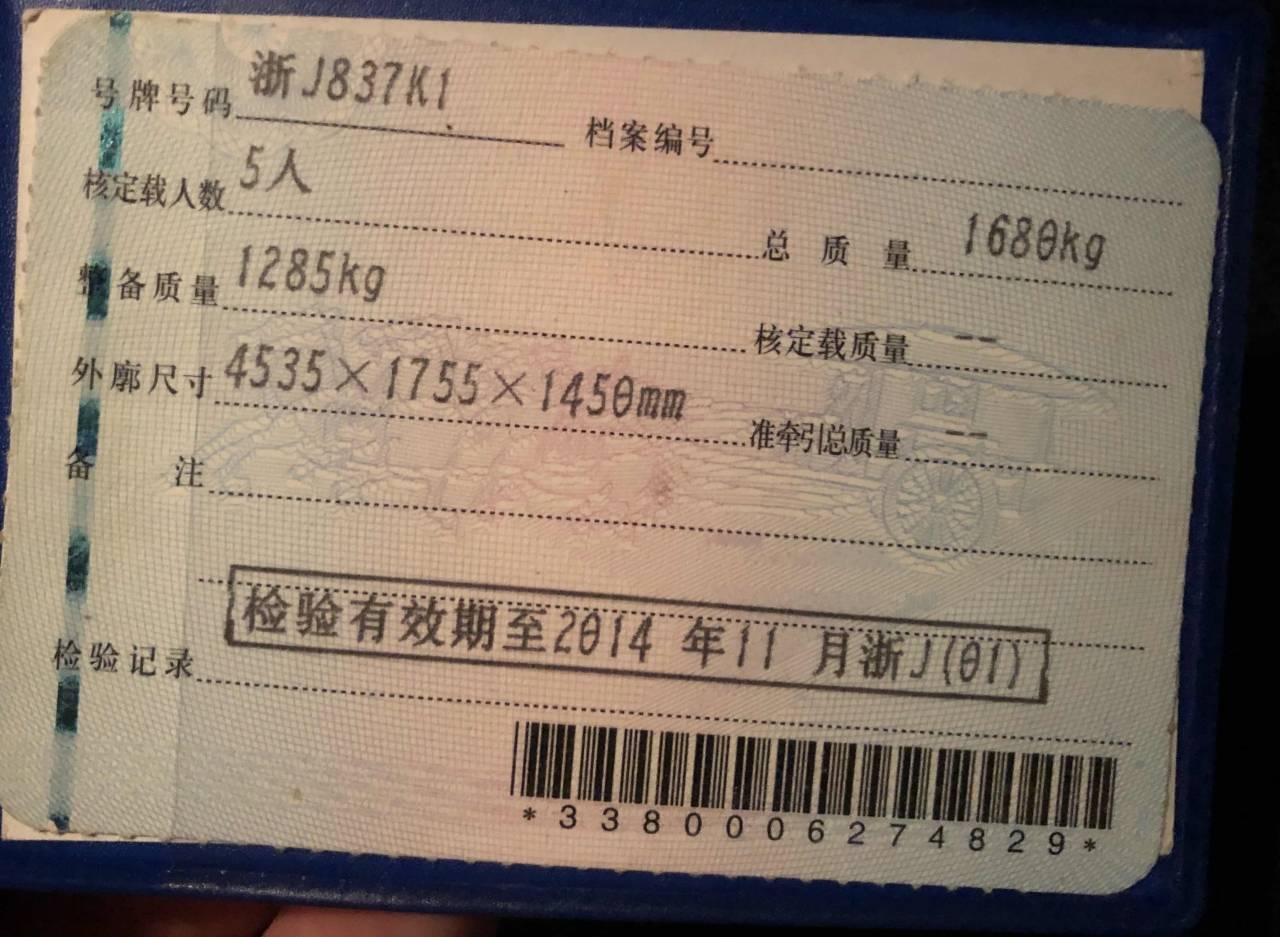 号牌号码 浙J837K1 档案编号
核定载人数 5人 总质量 1680kg
整备质量 1285kg 核定载质量 --
外廓尺寸 4535×1755×1450mm 准牵引总质量 --
备注
检验记录 检验有效期至2014 年11 月浙J(01)
*3380006274829*